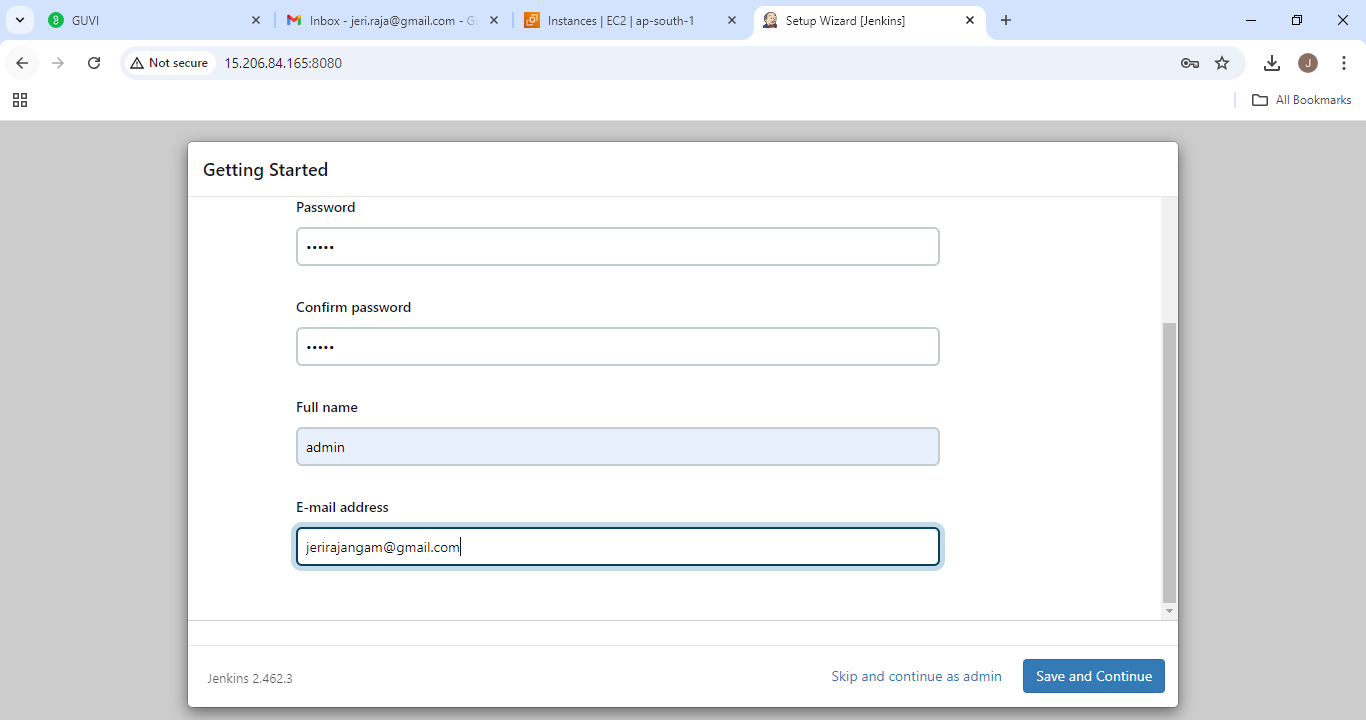 GUVI
Inbox - jeri.raja@gmail.com - G
Instances | EC2 | ap-south-1
Setup Wizard [Jenkins]
Not secure
15.206.84.165:8080
J
All Bookmarks
Getting Started
Password
•••••
Confirm password
•••••
Full name
admin
E-mail address
jerirajangam@gmail.com
Jenkins 2.462.3
Skip and continue as admin
Save and Continue